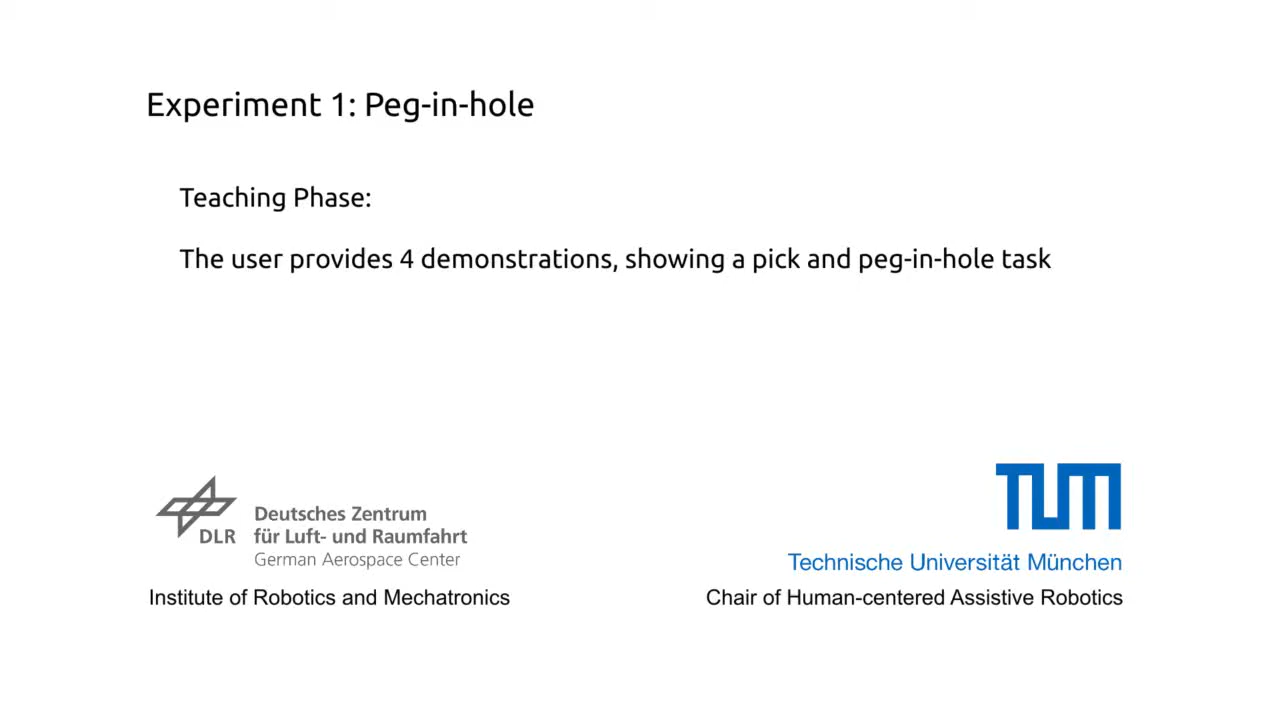 Experiment 1: Peg-in-hole
Teaching Phase:
The user provides 4 demonstrations, showing a pick and peg-in-hole task
DLR
Deutsches Zentrum
für Luft- und Raumfahrt
German Aerospace Center
Institute of Robotics and Mechatronics
TUM
Technische Universität München
Chair of Human-centered Assistive Robotics